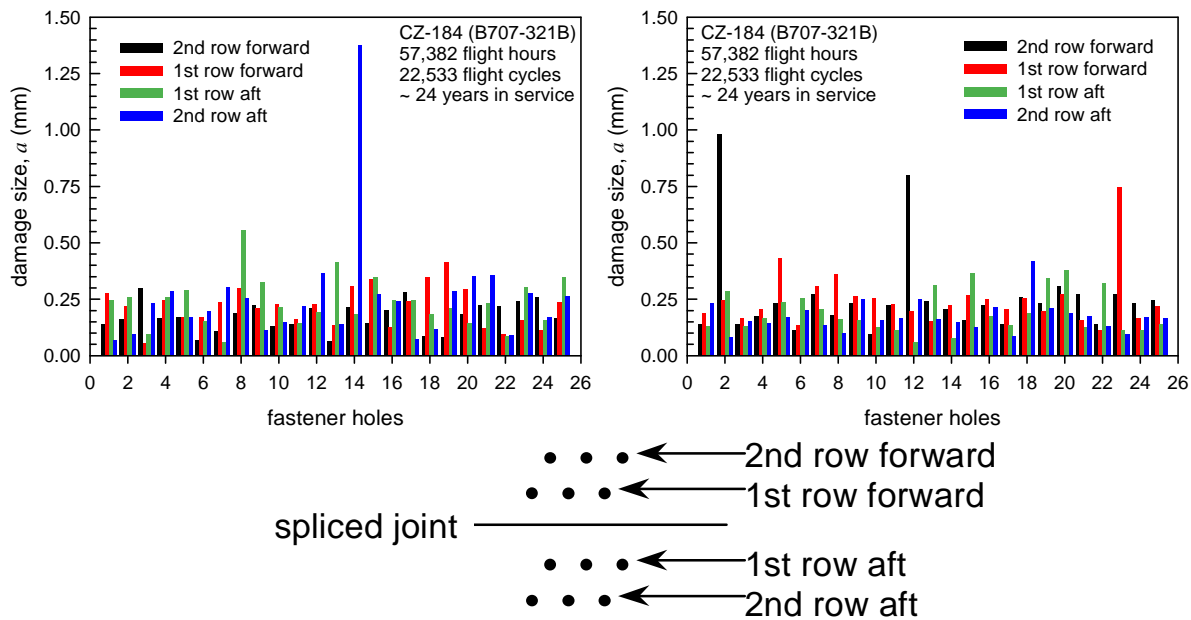 1.50
1.25
1.00
0.75
0.50
0.25
0.00
damage size, a (mm)
2nd row forward
1st row forward
1st row aft
2nd row aft
CZ-184 (B707-321B)
57,382 flight hours
22,533 flight cycles
~ 24 years in service
0 2 4 6 8 10 12 14 16 18 20 22 24 26
fastener holes
1.50
1.25
1.00
0.75
0.50
0.25
0.00
damage size, a (mm)
CZ-184 (B707-321B)
57,382 flight hours
22,533 flight cycles
~ 24 years in service
2nd row forward
1st row forward
1st row aft
2nd row aft
0 2 4 6 8 10 12 14 16 18 20 22 24 26
fastener holes
2nd row forward
1st row forward
spliced joint
1st row aft
2nd row aft